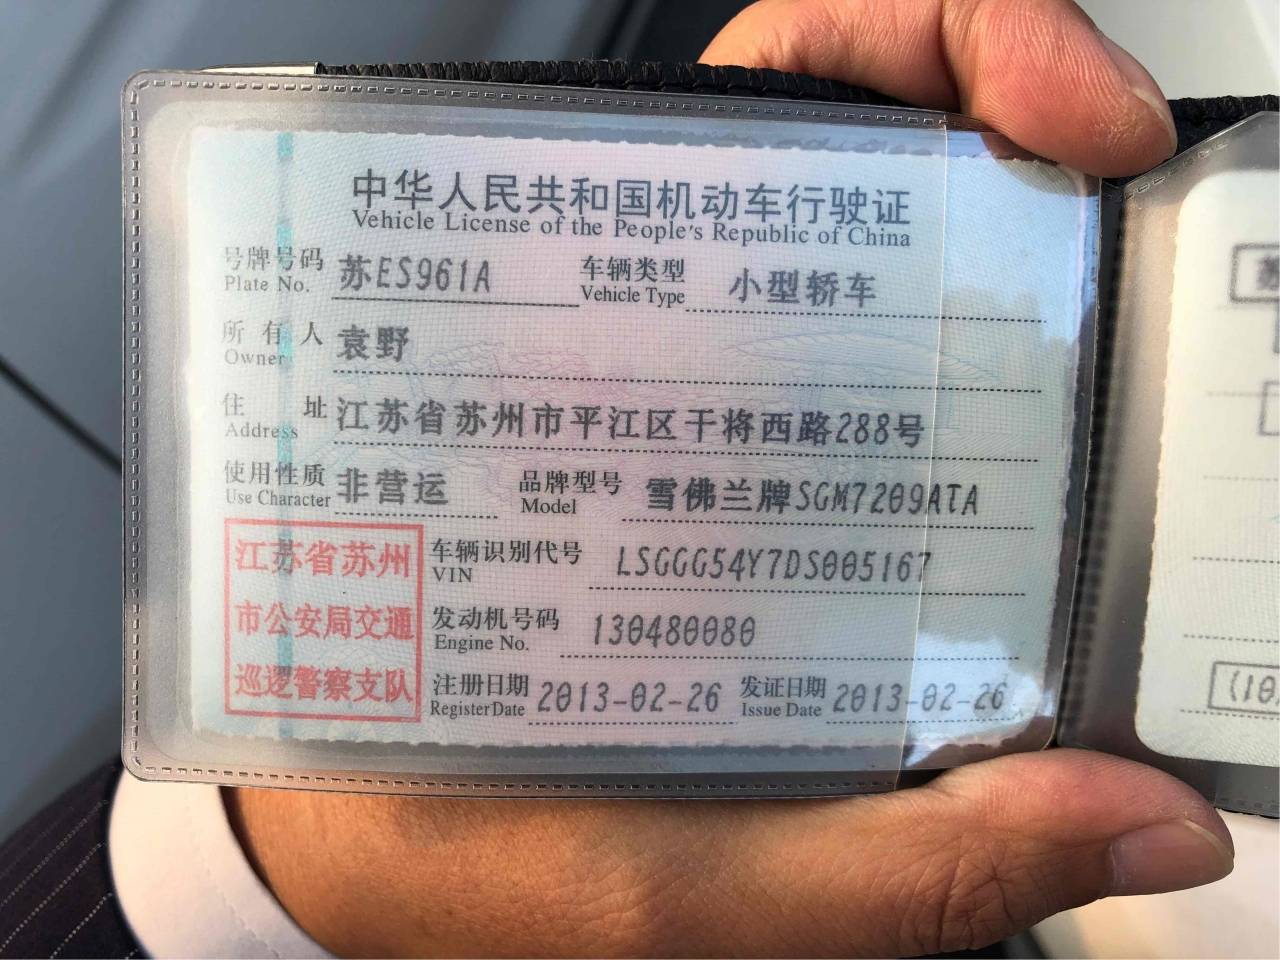 中华人民共和国机动车行驶证
Vehicle License of the People's Republic of China
号牌号码 苏ES961A 车辆类型 小型轿车
Plate No. Vehicle Type
所有人 袁野
Owner
住址 江苏省苏州市平江区干将西路288号
Address
使用性质 非营运 品牌型号 雪佛兰牌SGM7209ATA
Use Character Model
江苏省苏州
市公安局交通
巡逻警察支队
车辆识别代号 LSGGG54Y7DS005167
VIN
发动机号码 130480080
Engine No.
注册日期 2013-02-26 发证日期 2013-02-26
Register Date Issue Date
苏
(10